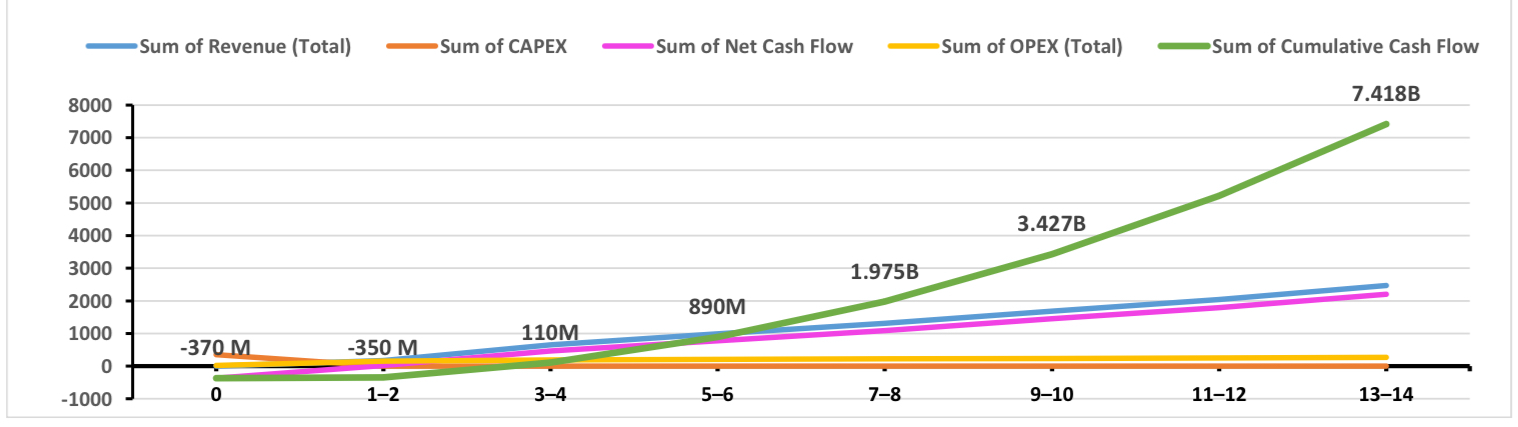 Sum of Revenue (Total) Sum of CAPEX Sum of Net Cash Flow Sum of OPEX (Total) Sum of Cumulative Cash Flow
8000
7000
6000
5000
4000
3000
2000
1000
0
-1000
-370 M
-350 M
110M
890M
1.975B
3.427B
7.418B
0 1–2 3–4 5–6 7–8 9–10 11–12 13–14